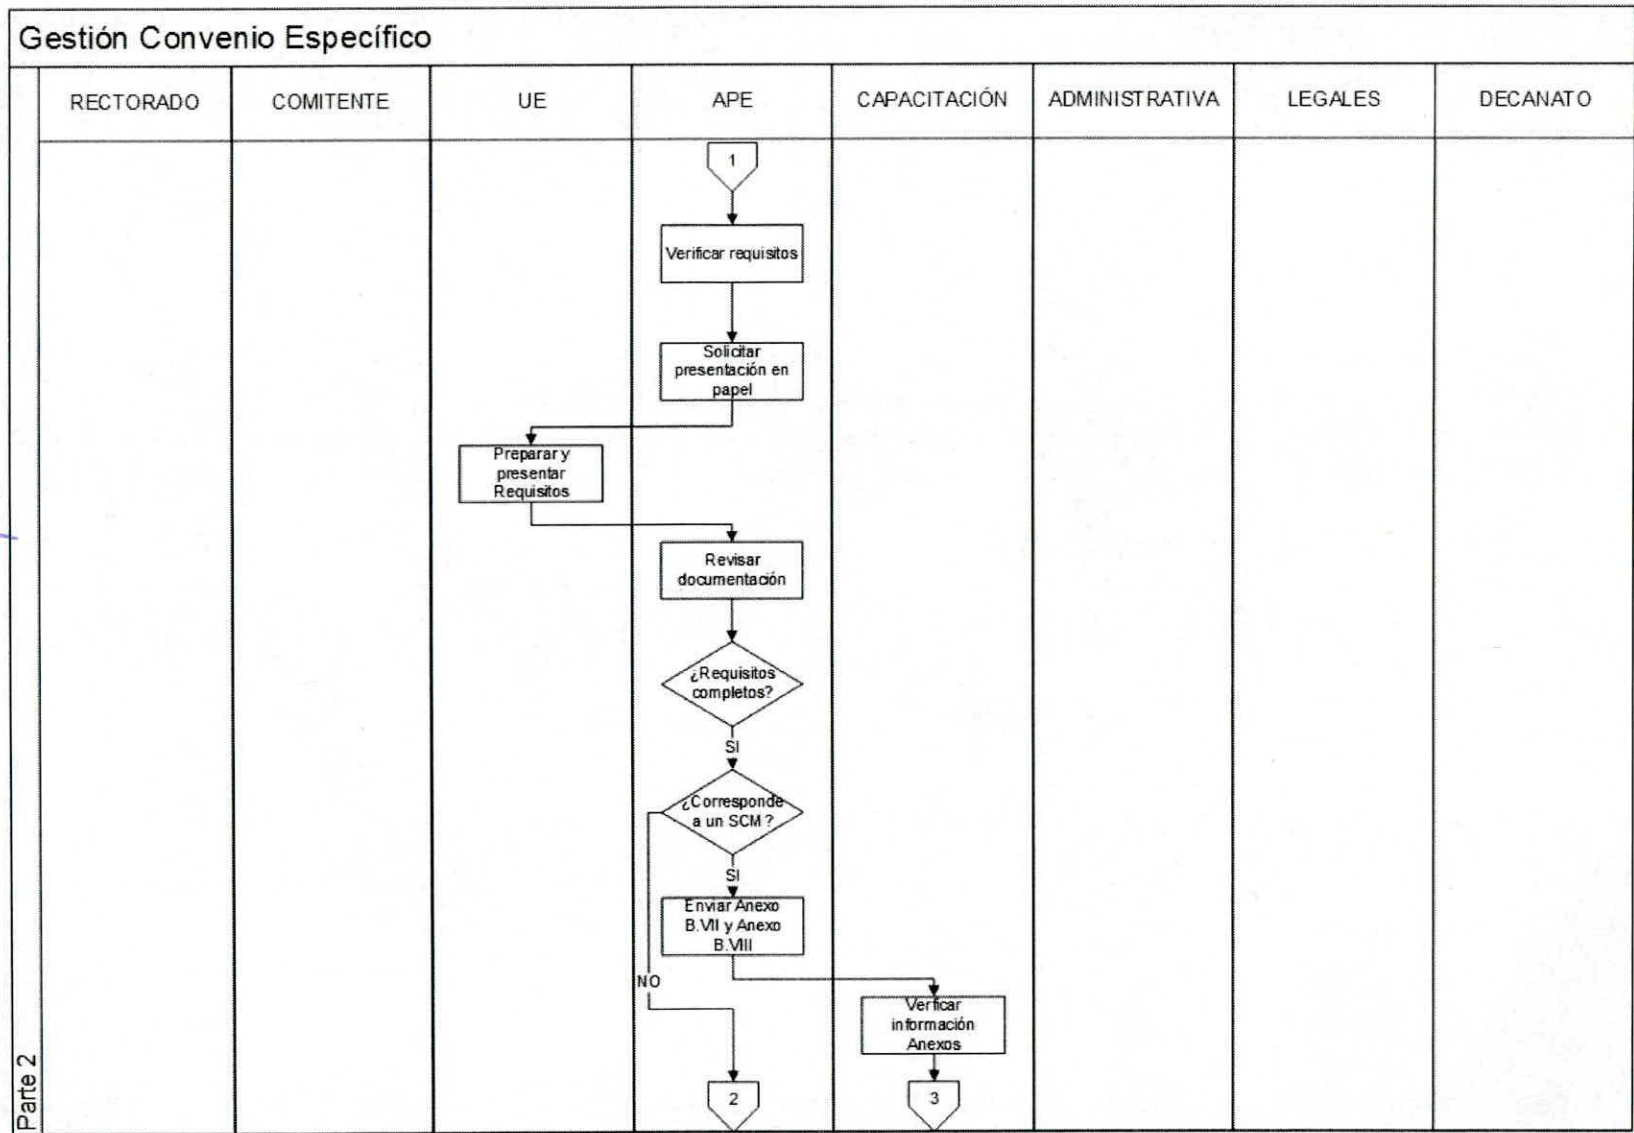 Gestión Convenio Específico
RECTORADO
COMITENTE
UE
APE
CAPACITACIÓN
ADMINISTRATIVA
LEGALES
DECANATO
1
Verificar requisitos
Solicitar
presentación en
papel
Preparar y
presentar
Requisitos
Revisar
documentación
¿Requisitos
completos?
SI
¿Corresponde
a un SCM?
SI
Enviar Anexo
B.VII y Anexo
B.VIII
NO
Verficar
información
Anexos
2
3
Parte 2